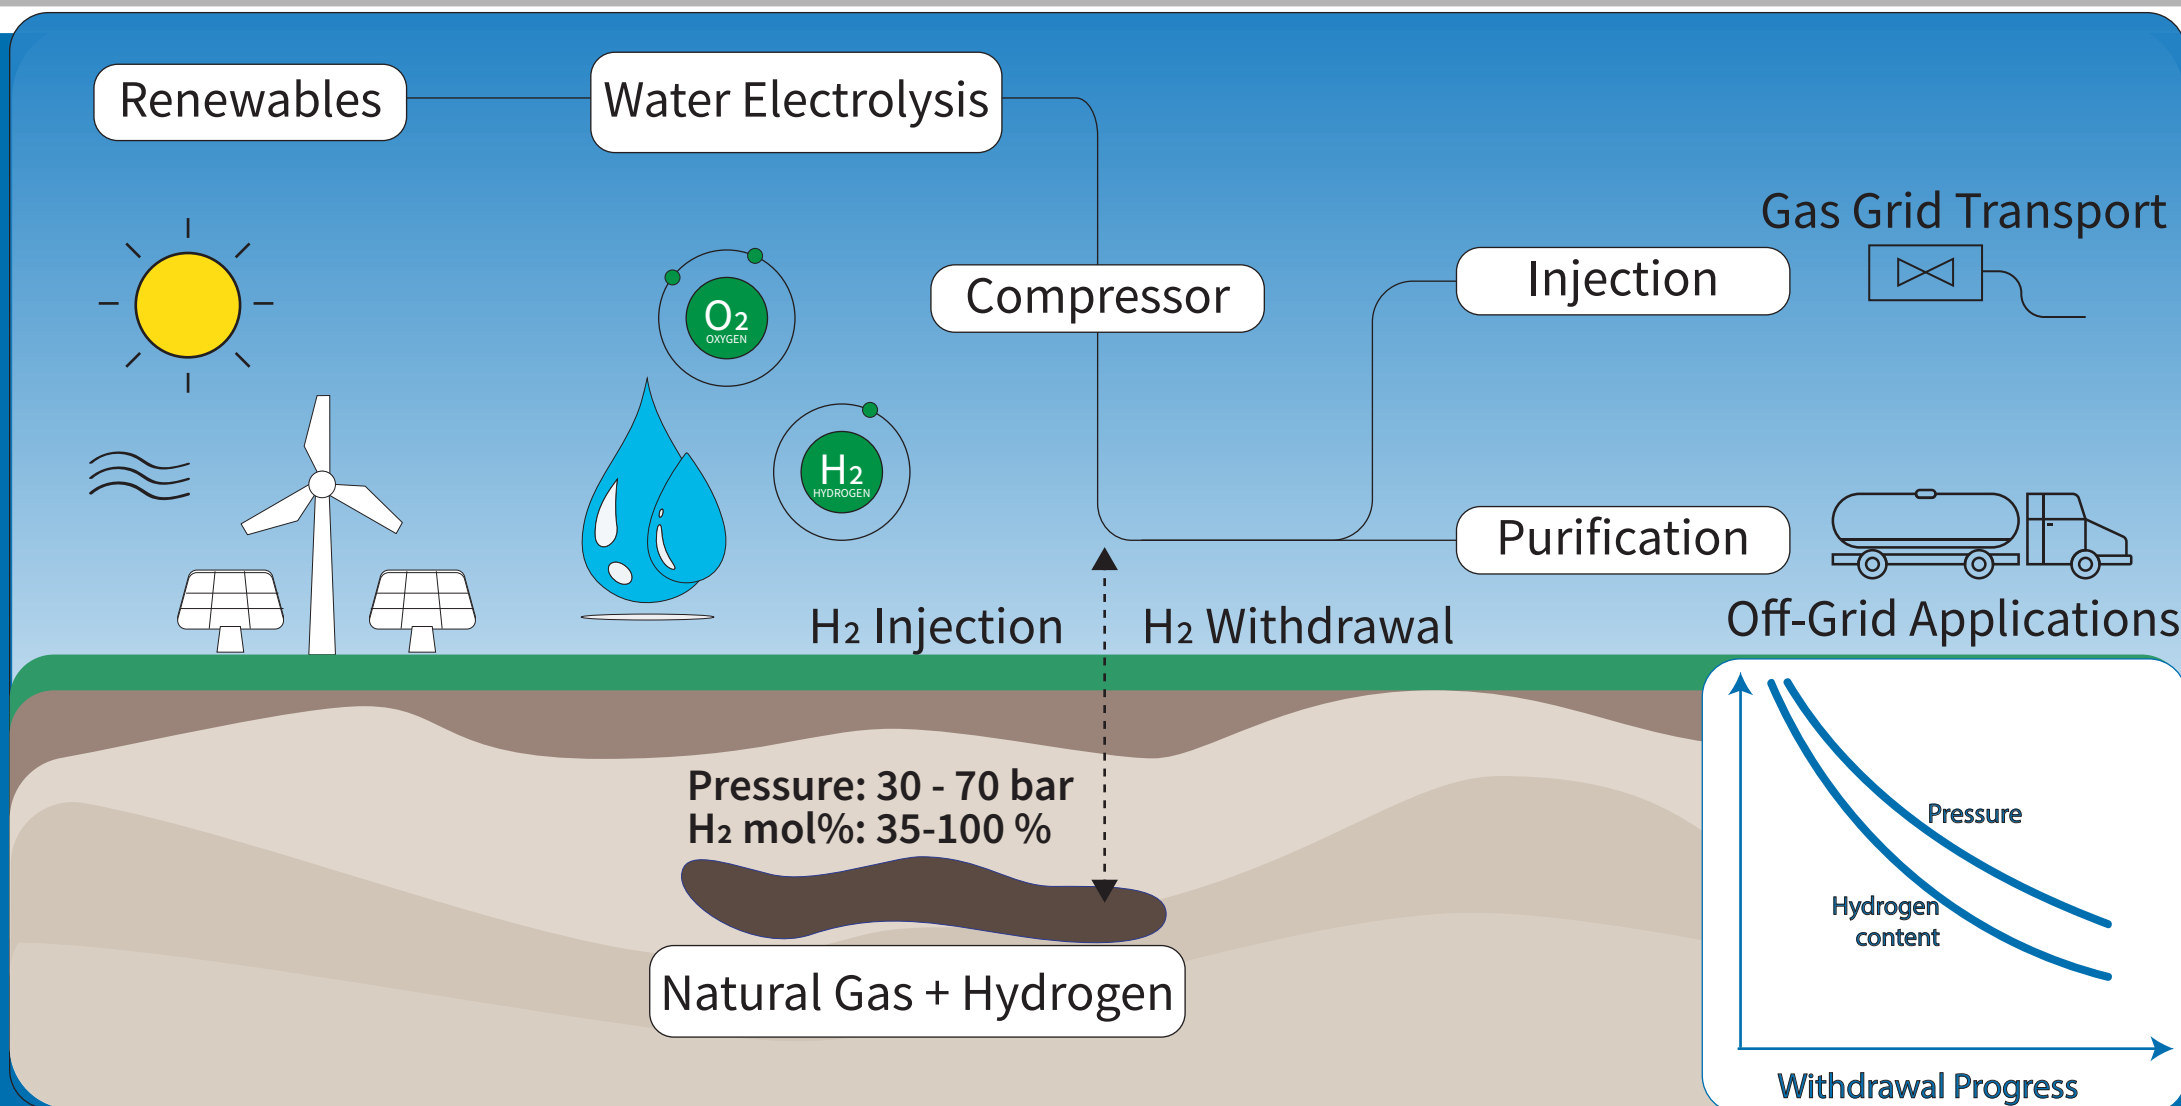 Renewables
Water Electrolysis
Gas Grid Transport
Compressor
Injection
O₂
OXYGEN
H₂
HYDROGEN
Purification
H₂ Injection
H₂ Withdrawal
Off-Grid Applications
Pressure: 30 - 70 bar
H₂ mol%: 35-100 %
Natural Gas + Hydrogen
Pressure
Hydrogen
content
Withdrawal Progress